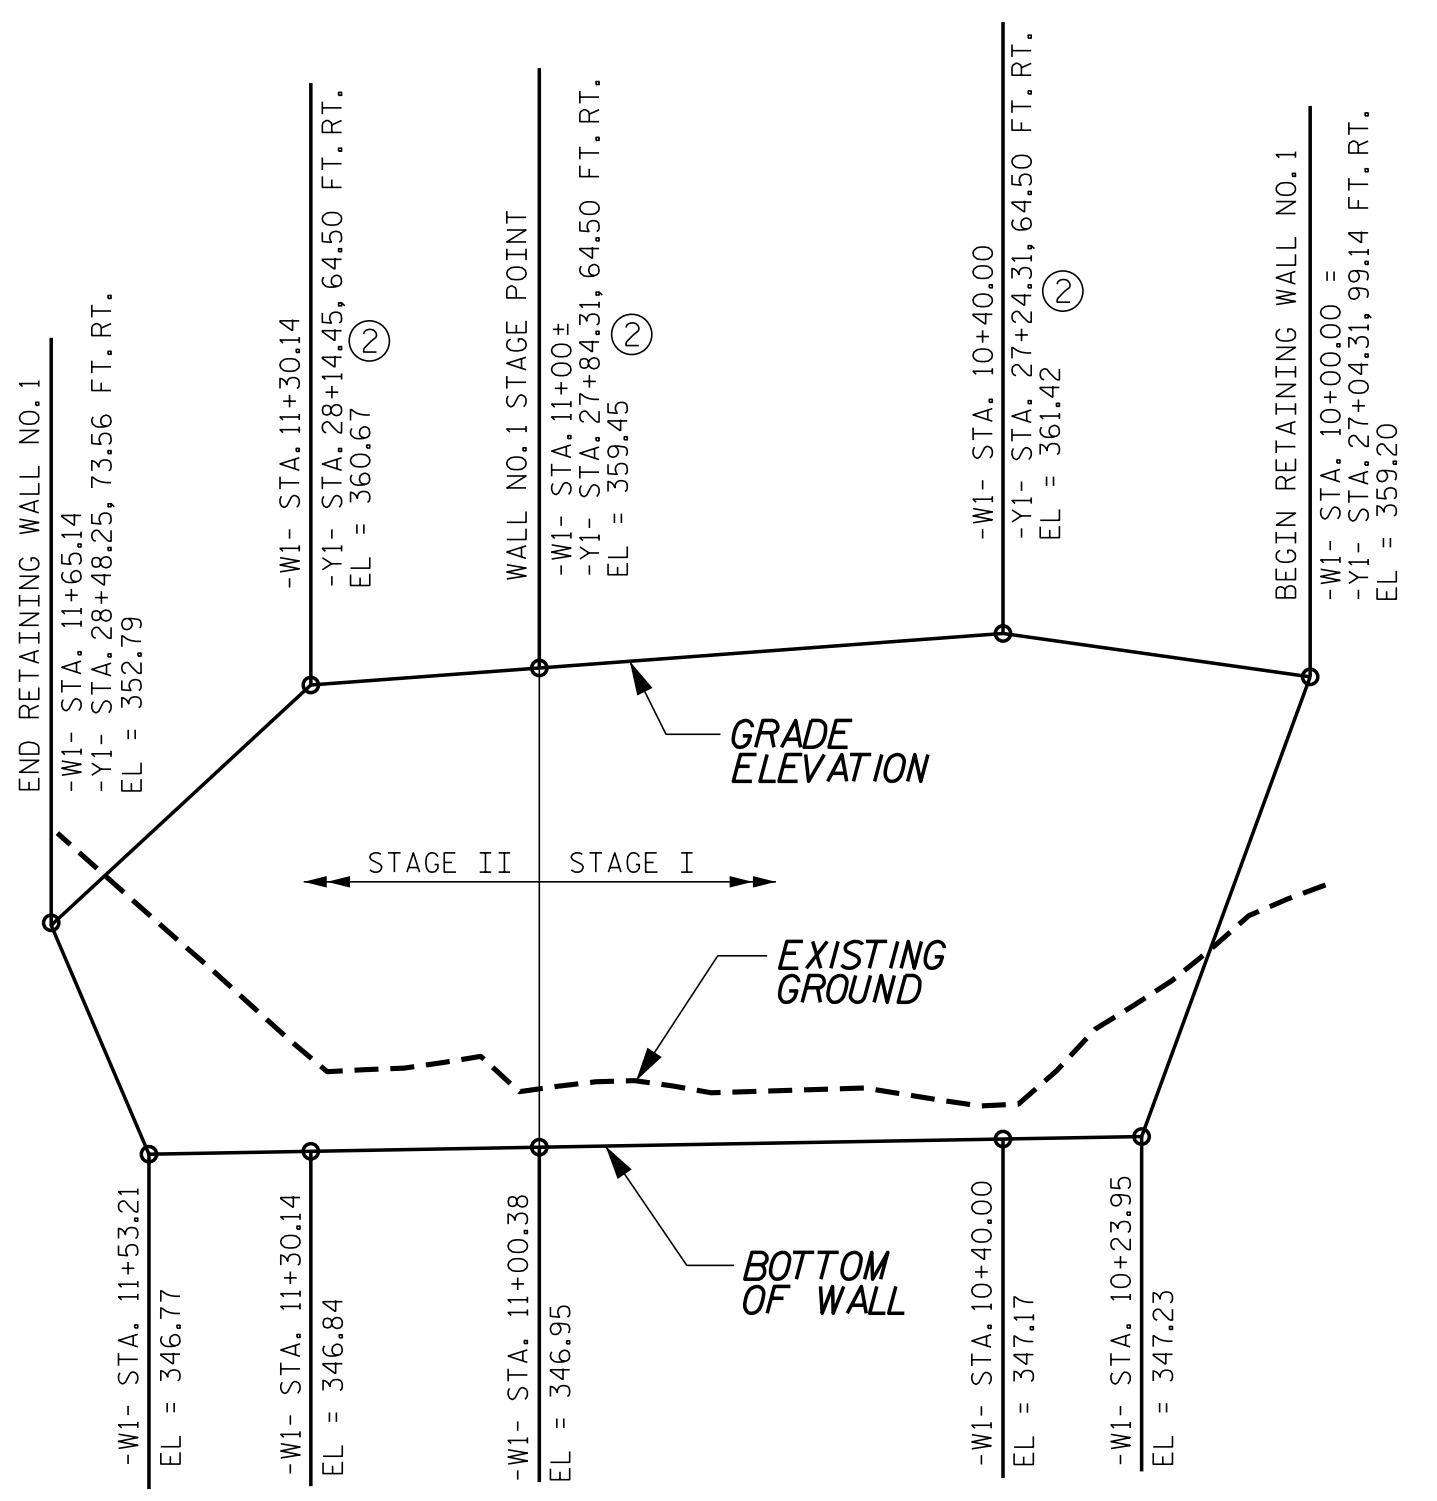 END RETAINING WALL NO. 1
-W1- STA. 11+65.14
-Y1- STA. 28+48.25, 73.56 FT. RT.
EL = 352.79
-W1- STA. 11+30.14
-Y1- STA. 28+14.45, 64.50 FT. RT.
EL = 360.67
2
WALL NO. 1 STAGE POINT
-W1- STA. 11+00±
-Y1- STA. 27+84.31, 64.50 FT. RT.
EL = 359.45
2
-W1- STA. 10+40.00
-Y1- STA. 27+24.31, 64.50 FT. RT.
EL = 361.42
2
BEGIN RETAINING WALL NO. 1
-W1- STA. 10+00.00 =
-Y1- STA. 27+04.31, 99.14 FT. RT.
EL = 359.20
GRADE
ELEVATION
STAGE II
STAGE I
EXISTING
GROUND
BOTTOM
OF WALL
-W1- STA. 11+53.21
EL = 346.77
-W1- STA. 11+30.14
EL = 346.84
-W1- STA. 11+00.38
EL = 346.95
-W1- STA. 10+40.00
EL = 347.17
-W1- STA. 10+23.95
EL = 347.23